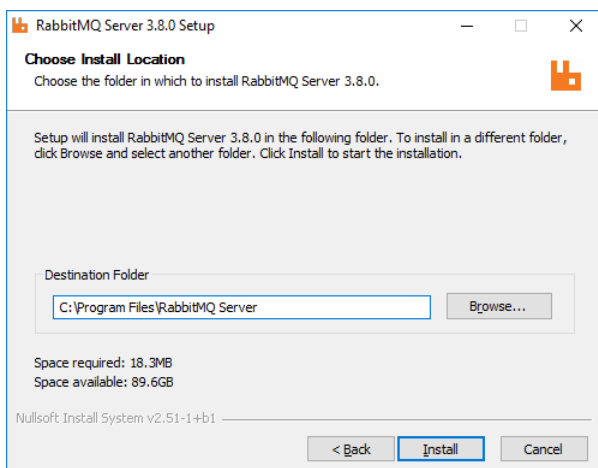 RabbitMQ Server 3.8.0 Setup
Choose Install Location
Choose the folder in which to install RabbitMQ Server 3.8.0.
Setup will install RabbitMQ Server 3.8.0 in the following folder. To install in a different folder,
click Browse and select another folder. Click Install to start the installation.
Destination Folder
C:\Program Files\RabbitMQ Server
Browse...
Space required: 18.3MB
Space available: 89.6GB
Nullsoft Install System v2.51-1+b1
< Back Install Cancel